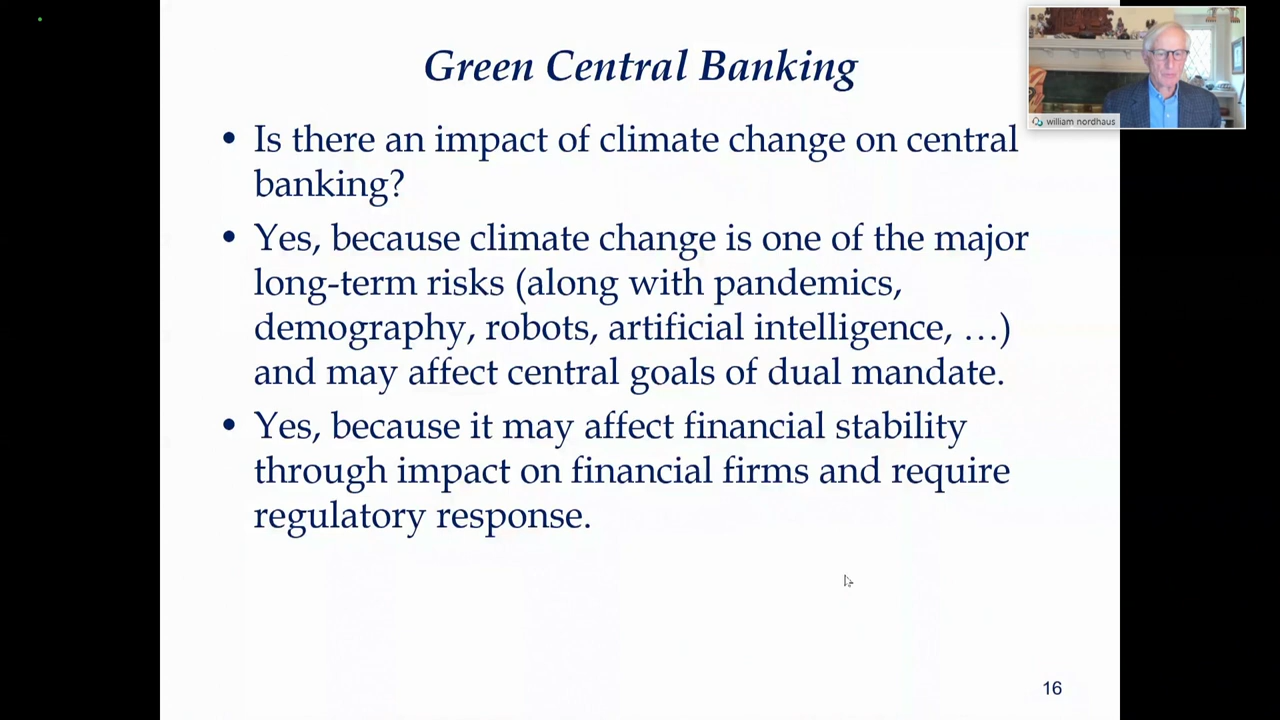 Green Central Banking
• Is there an impact of climate change on central
banking?
• Yes, because climate change is one of the major
long-term risks (along with pandemics,
demography, robots, artificial intelligence, …)
and may affect central goals of dual mandate.
• Yes, because it may affect financial stability
through impact on financial firms and require
regulatory response.
william nordhaus
16